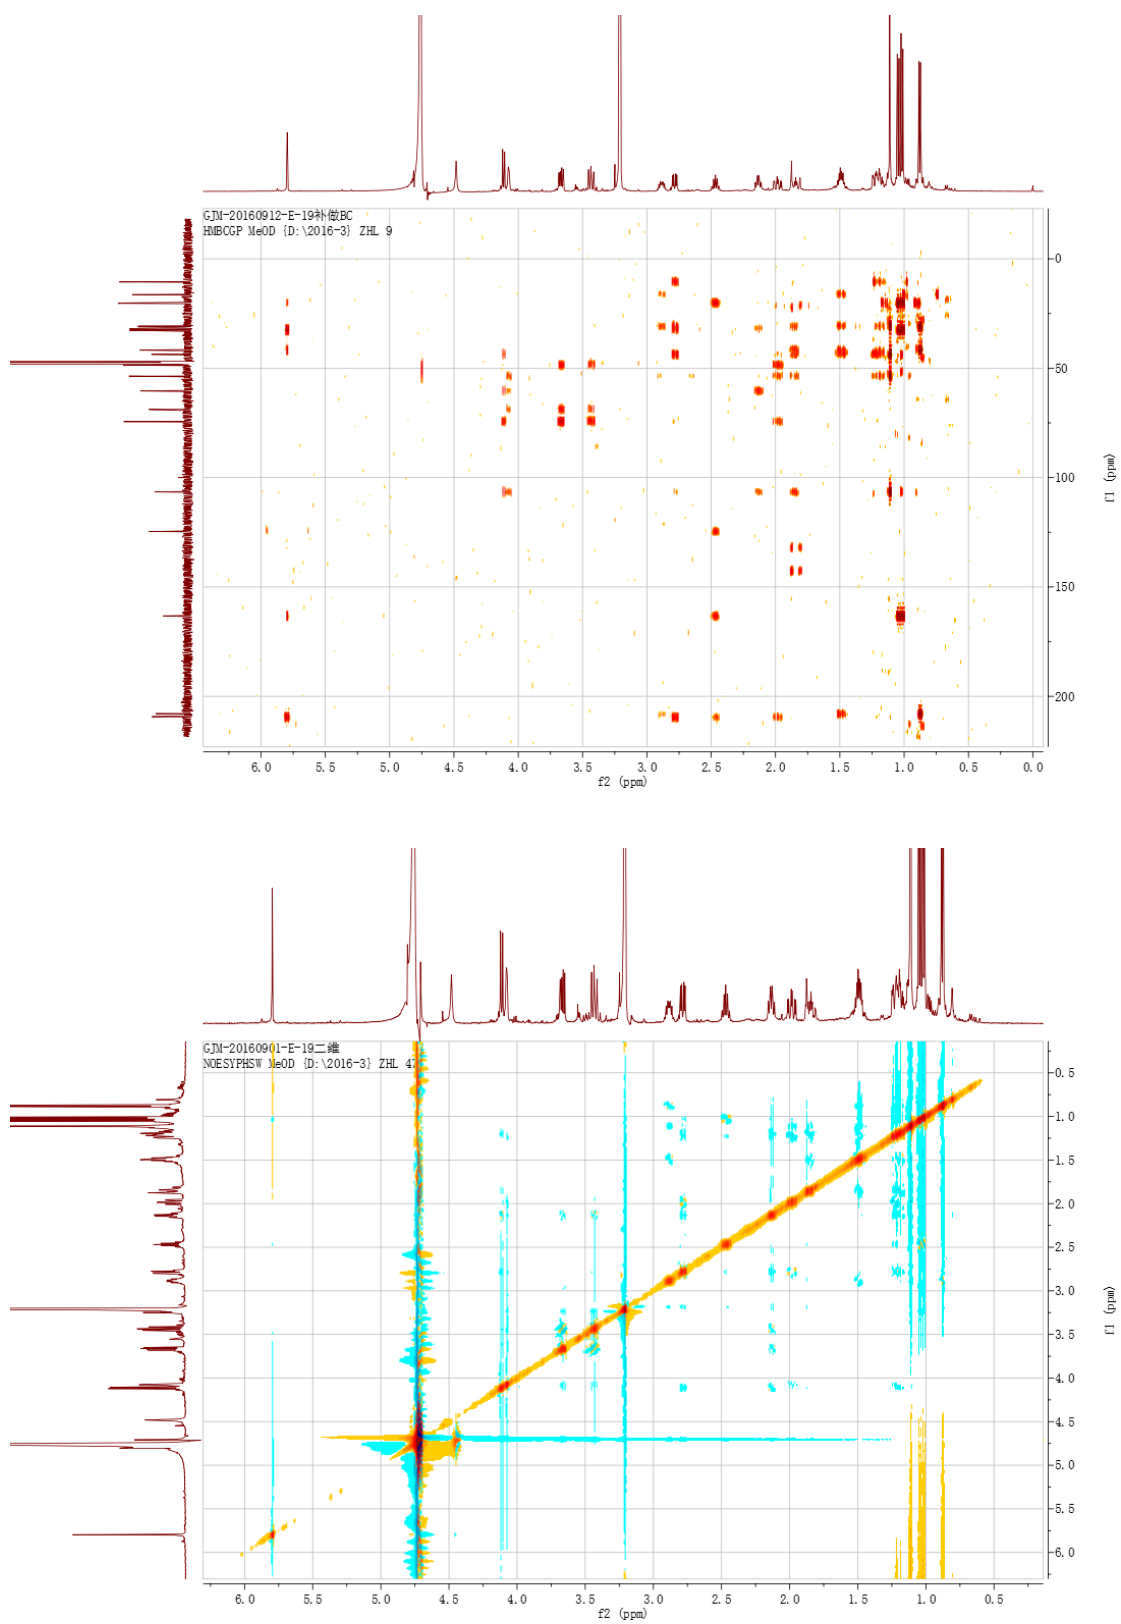 GJM-20160912-E-19补做BC
HMBCGP MeOD {D:\2016-3} ZHL 9
0
50
100
150
200
f1 (ppm)
6.0 5.5 5.0 4.5 4.0 3.5 3.0 2.5 2.0 1.5 1.0 0.5 0.0
f2 (ppm)
GJM-20160901-E-19二维
NOESYPHSW MeOD {D:\2016-3} ZHL 47
0.5
1.0
1.5
2.0
2.5
3.0
3.5
4.0
4.5
5.0
5.5
6.0
f1 (ppm)
6.0 5.5 5.0 4.5 4.0 3.5 3.0 2.5 2.0 1.5 1.0 0.5
f2 (ppm)